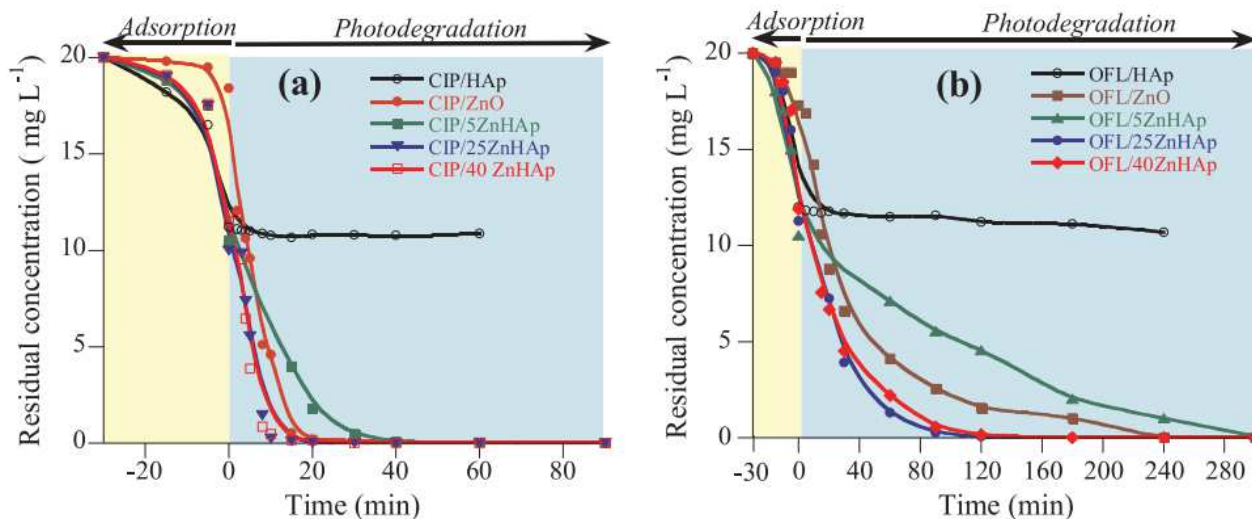 Adsorption Photodegradation
20
15
10
5
0
Residual concentration ( mg L-1)
(a)
CIP/HAp
CIP/ZnO
CIP/5ZnHAp
CIP/25ZnHAp
CIP/40 ZnHAp
-20 0 20 40 60 80
Time (min)
Adsorption Photodegradation
20
15
10
5
0
Residual concentration (mg L-1)
(b)
OFL/HAp
OFL/ZnO
OFL/5ZnHAp
OFL/25ZnHAp
OFL/40ZnHAp
-30 0 40 80 120 160 200 240 280
Time (min)